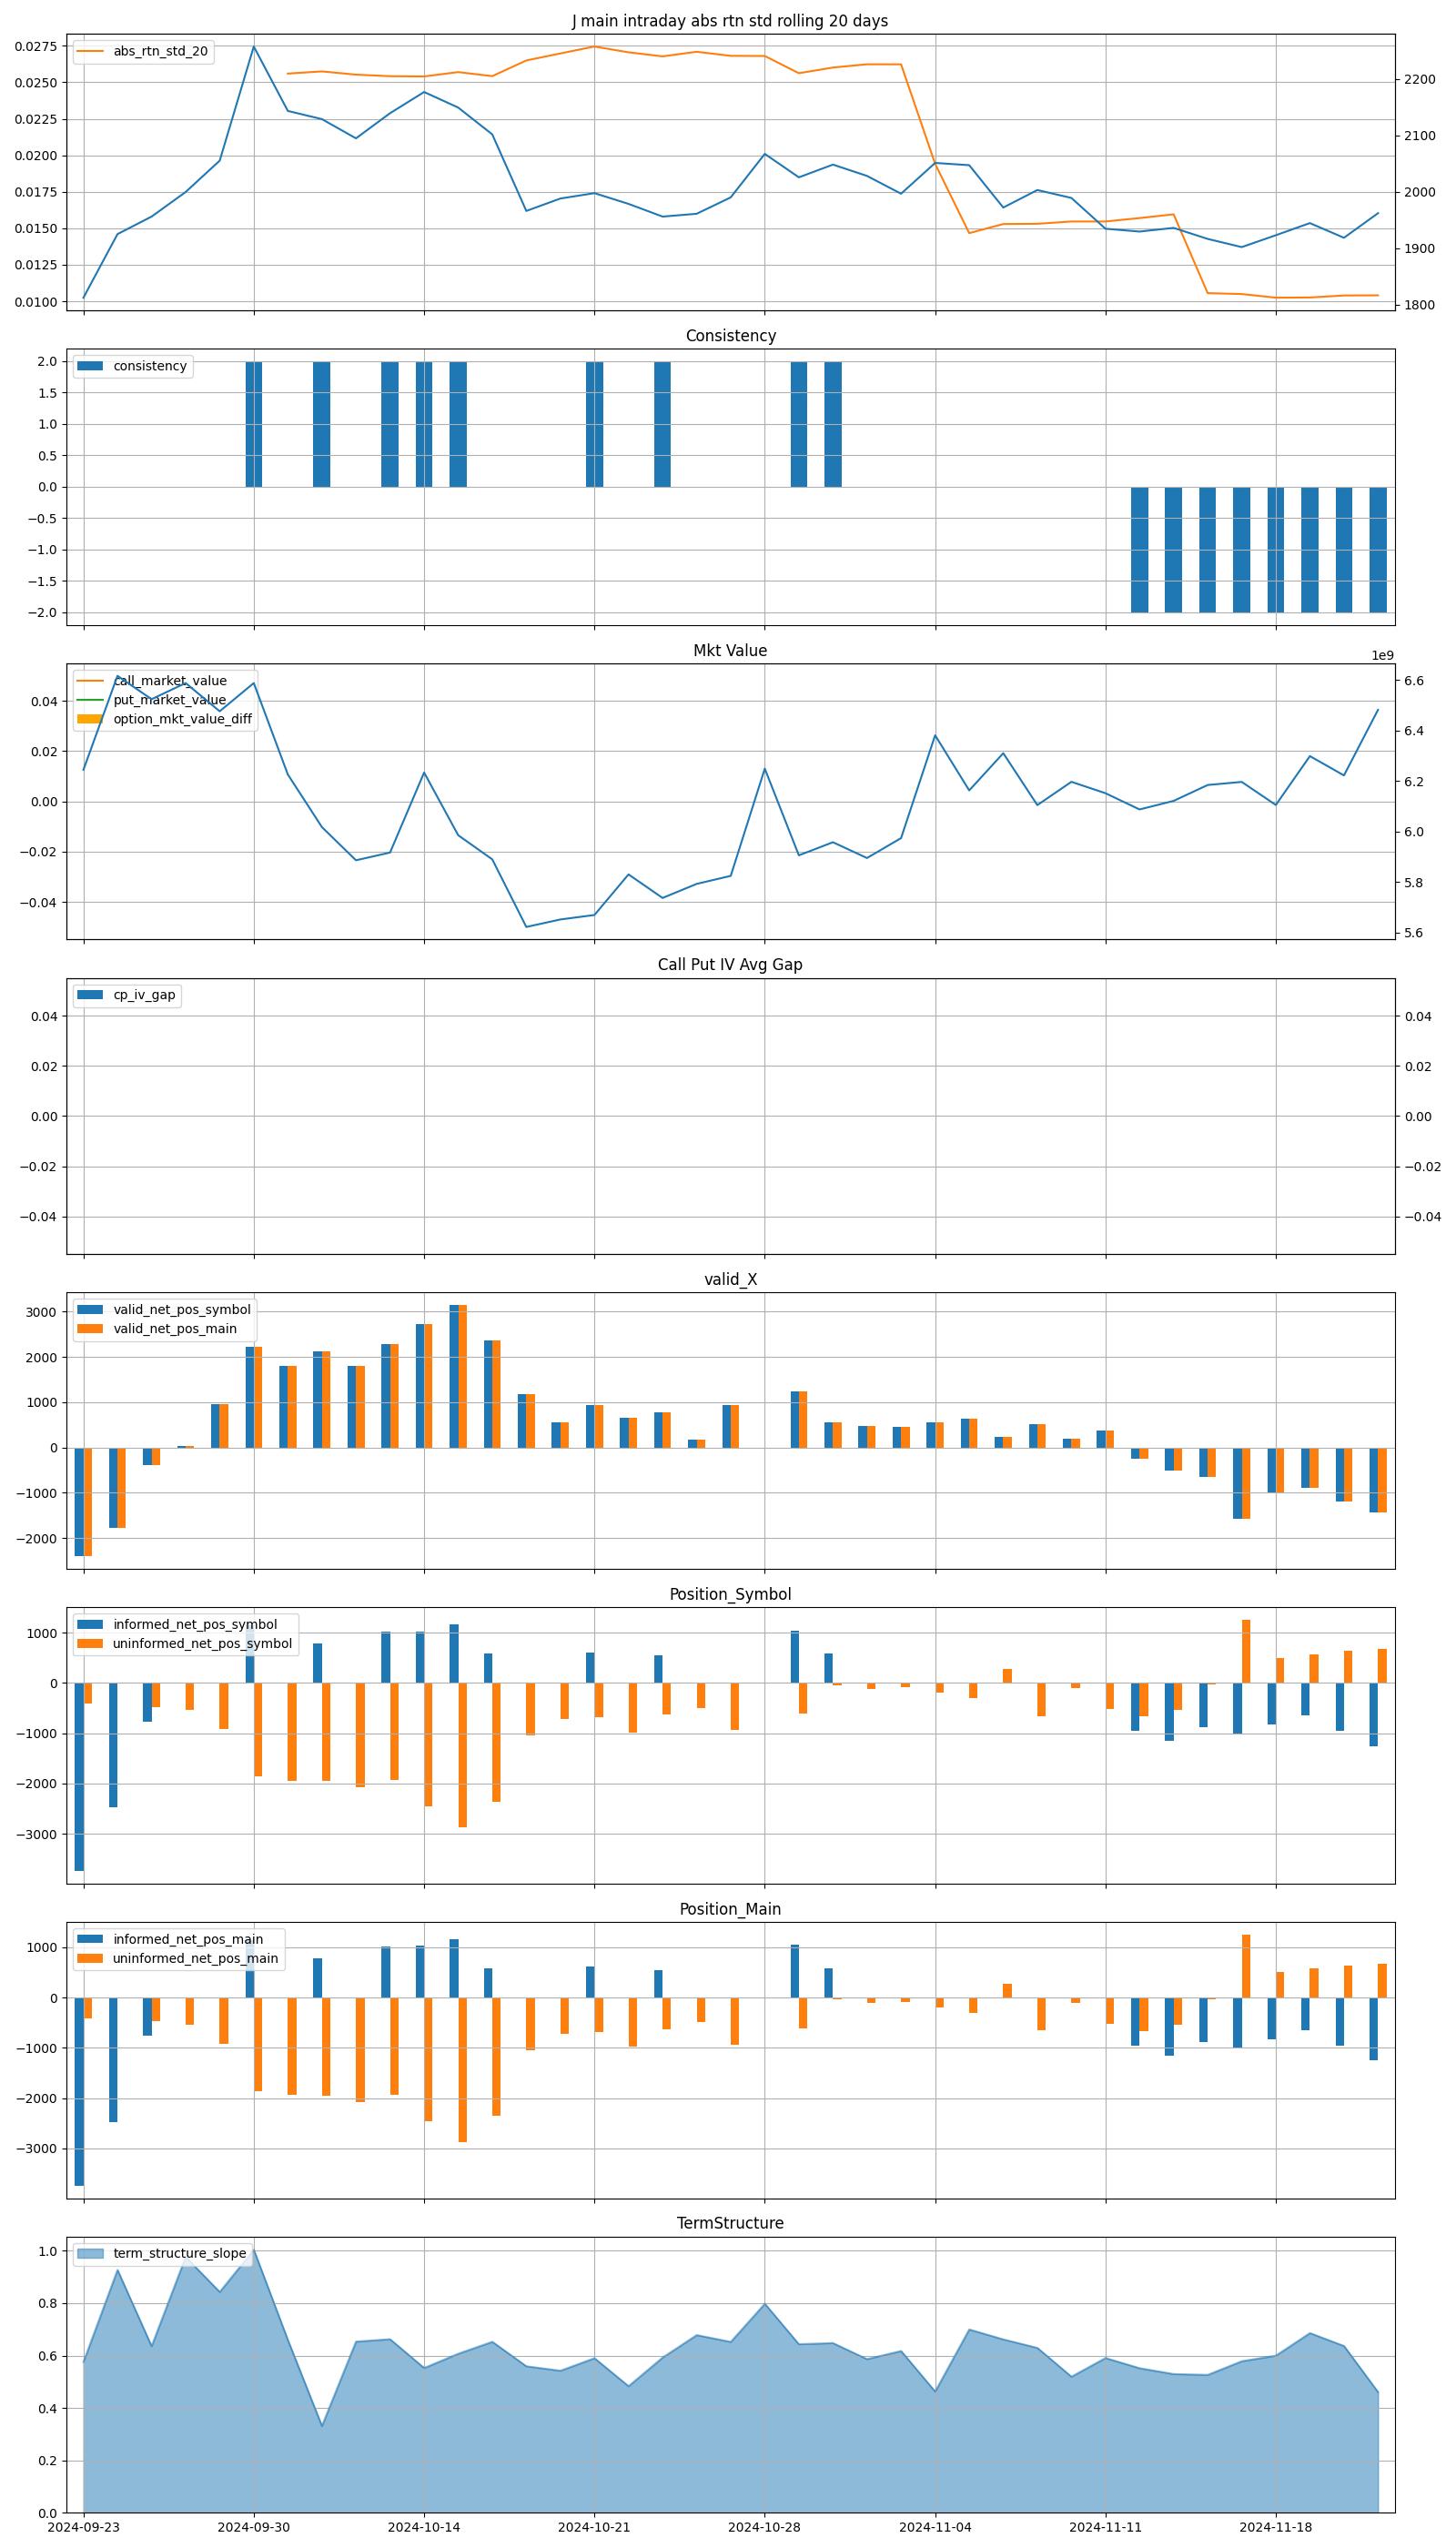 J main intraday abs rtn std rolling 20 days
abs_rtn_std_20
0.0275
0.0250
0.0225
0.0200
0.0175
0.0150
0.0125
0.0100
2200
2100
2000
1900
1800
Consistency
consistency
2.0
1.5
1.0
0.5
0.0
−0.5
−1.0
−1.5
−2.0
Mkt Value
1e9
call_market_value
put_market_value
option_mkt_value_diff
0.04
0.02
0.00
−0.02
−0.04
6.6
6.4
6.2
6.0
5.8
5.6
Call Put IV Avg Gap
cp_iv_gap
0.04
0.02
0.00
−0.02
−0.04
0.04
0.02
0.00
−0.02
−0.04
valid_X
valid_net_pos_symbol
valid_net_pos_main
3000
2000
1000
0
−1000
−2000
Position_Symbol
informed_net_pos_symbol
uninformed_net_pos_symbol
1000
0
−1000
−2000
−3000
Position_Main
informed_net_pos_main
uninformed_net_pos_main
1000
0
−1000
−2000
−3000
TermStructure
term_structure_slope
1.0
0.8
0.6
0.4
0.2
0.0
2024-09-23 2024-09-30 2024-10-14 2024-10-21 2024-10-28 2024-11-04 2024-11-11 2024-11-18